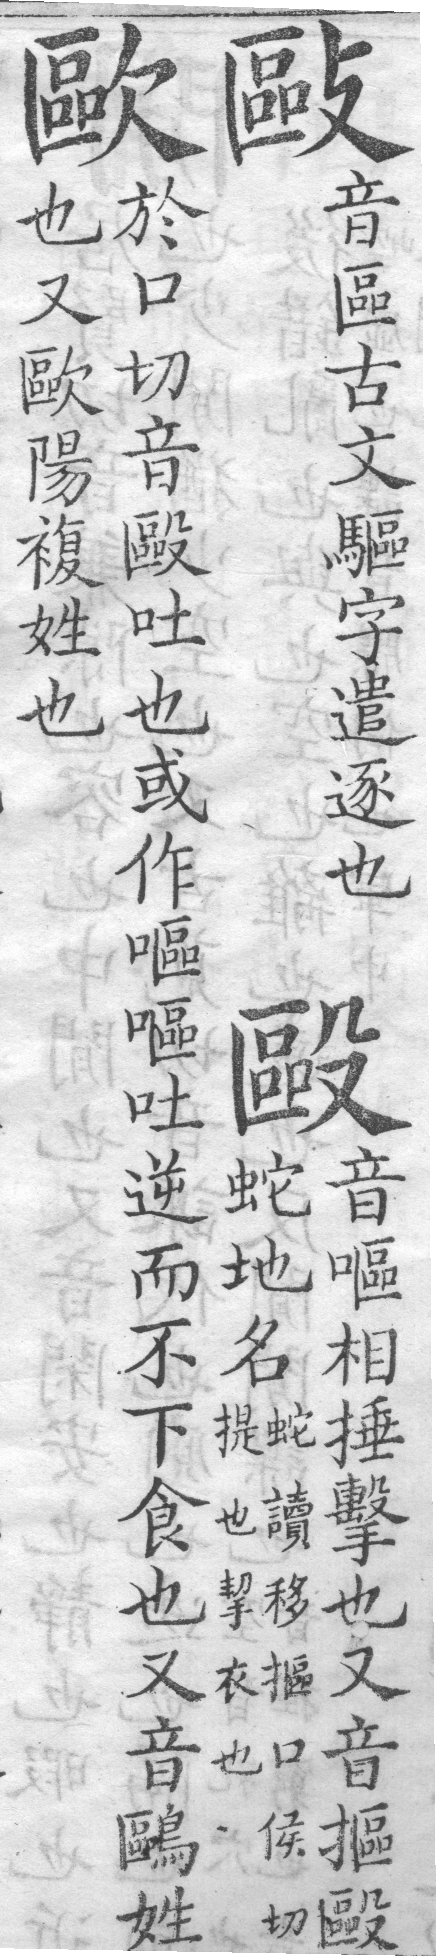 敺 音區古文驅字遣逐也
毆 音嘔相捶擊也又音摳毆
蛇地名 蛇讀移摳口侯切
提也挈衣也
歐 於口切音毆吐也或作嘔嘔吐逆而不下食也又音鷗姓
也又歐陽複姓也